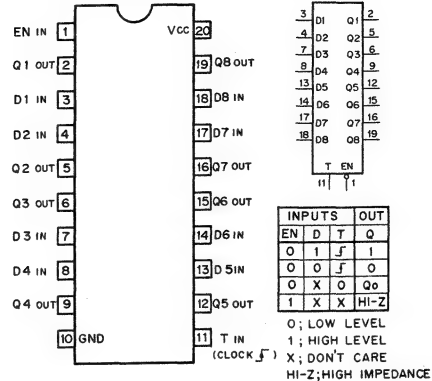 EN IN 1
Q1 OUT 2
D1 IN 3
D2 IN 4
Q2 OUT 5
Q3 OUT 6
D3 IN 7
D4 IN 8
Q4 OUT 9
10 GND
Vcc 20
19 Q8 OUT
18 D8 IN
17 D7 IN
16 Q7 OUT
15 Q6 OUT
14 D6 IN
13 D5IN
12 Q5 OUT
11 T IN
(CLOCK ⎍)
3 D1 Q1 2
4 D2 Q2 5
7 D3 Q3 6
8 D4 Q4 9
13 D5 Q5 12
14 D6 Q6 15
17 D7 Q7 16
18 D8 Q8 19
T EN
11 1
INPUTS OUT
EN D T Q
0 1 ⎍ 1
0 0 ⎍ 0
0 X 0 Qo
1 X X HI-Z
0; LOW LEVEL
1; HIGH LEVEL
X; DON'T CARE
HI-Z;HIGH IMPEDANCE